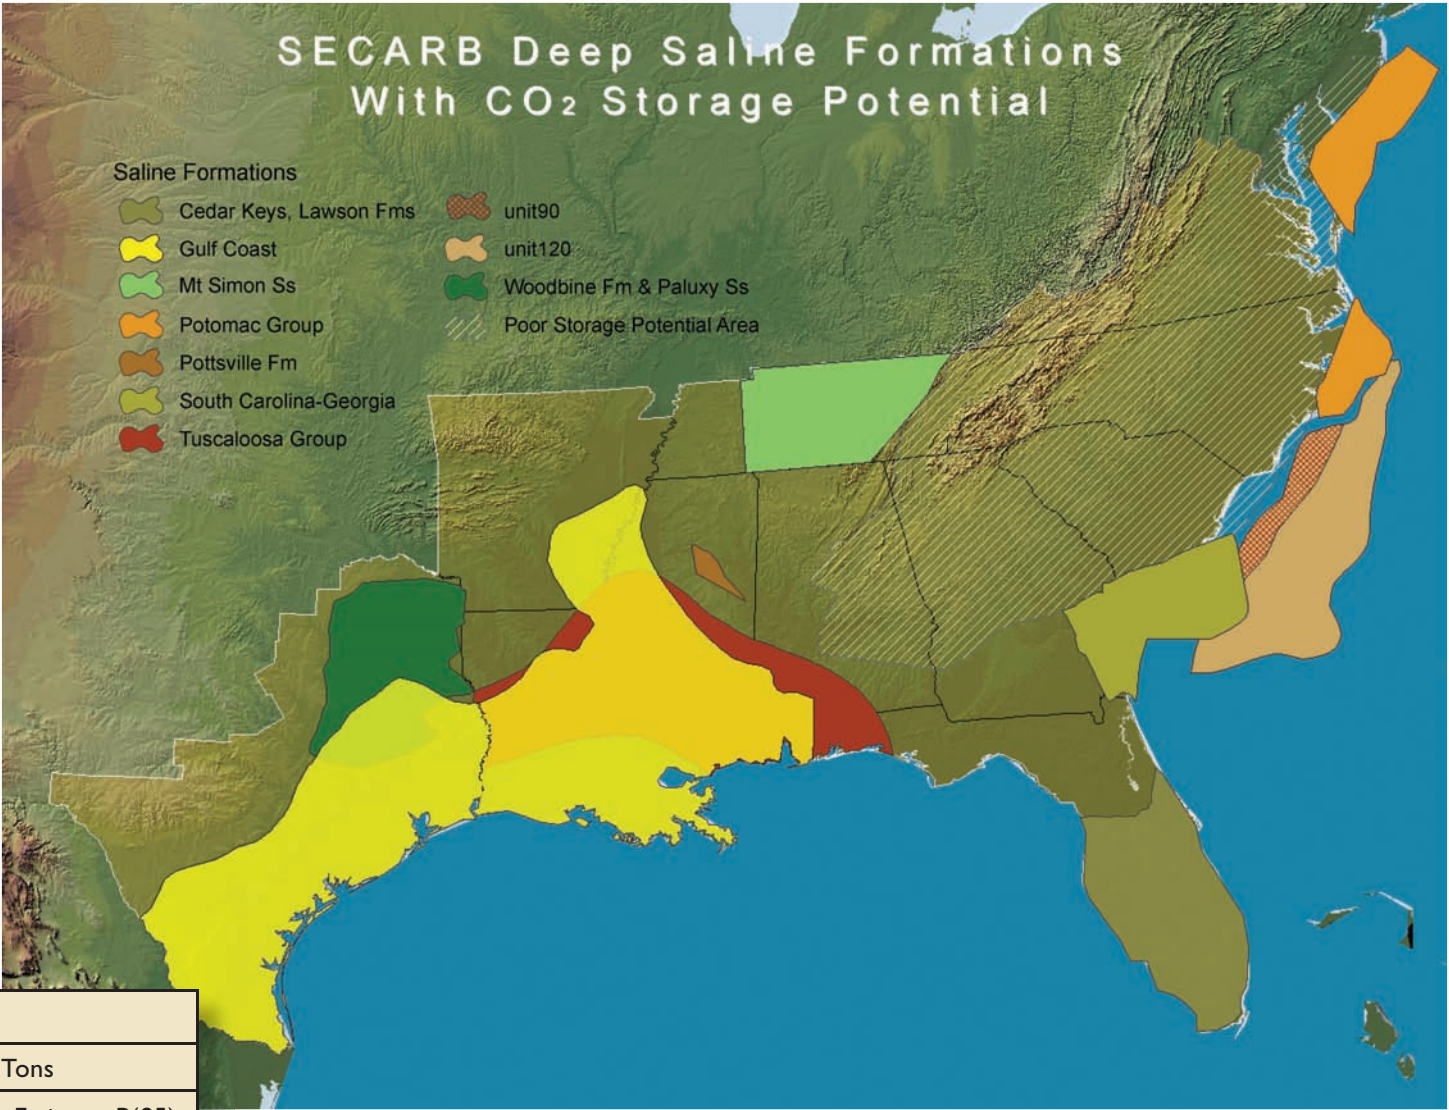 SECARB Deep Saline Formations
With CO2 Storage Potential
Saline Formations
Cedar Keys, Lawson Fms
Gulf Coast
Mt Simon Ss
Potomac Group
Pottsville Fm
South Carolina-Georgia
Tuscaloosa Group
unit90
unit120
Woodbine Fm & Paluxy Ss
Poor Storage Potential Area
Tons